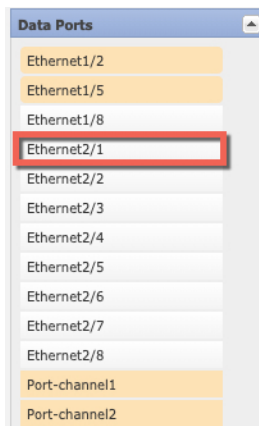 Data Ports
Ethernet1/2
Ethernet1/5
Ethernet1/8
Ethernet2/1
Ethernet2/2
Ethernet2/3
Ethernet2/4
Ethernet2/5
Ethernet2/6
Ethernet2/7
Ethernet2/8
Port-channel1
Port-channel2